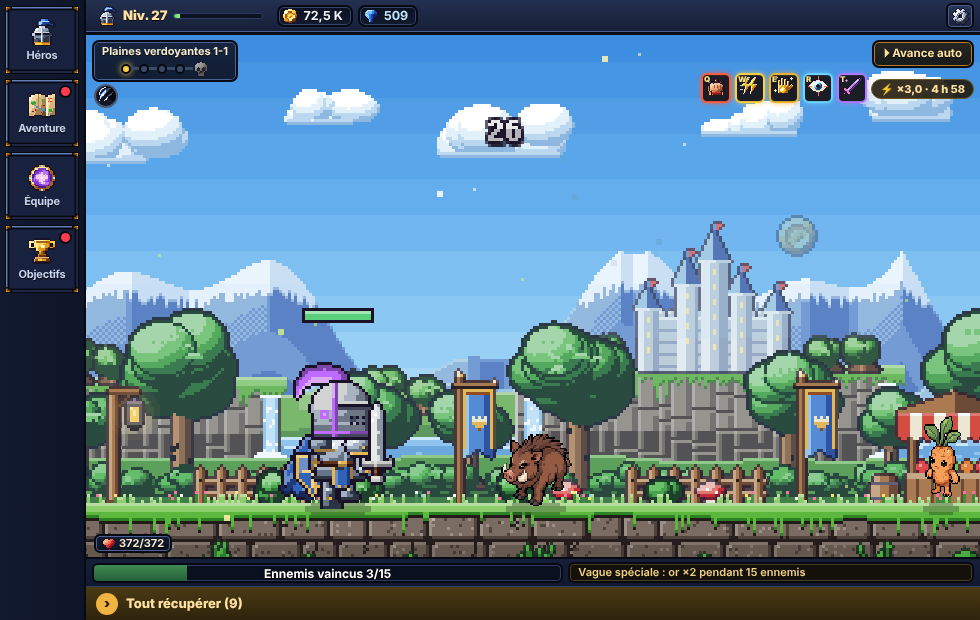 Héros
Aventure
Équipe
Objectifs
Niv. 27
72,5 K
509
Plaines verdoyantes 1-1
Avance auto
Q
W
E
R
T
×3,0 · 4 h 58
26
372/372
Ennemis vaincus 3/15
Vague spéciale : or ×2 pendant 15 ennemis
Tout récupérer (9)